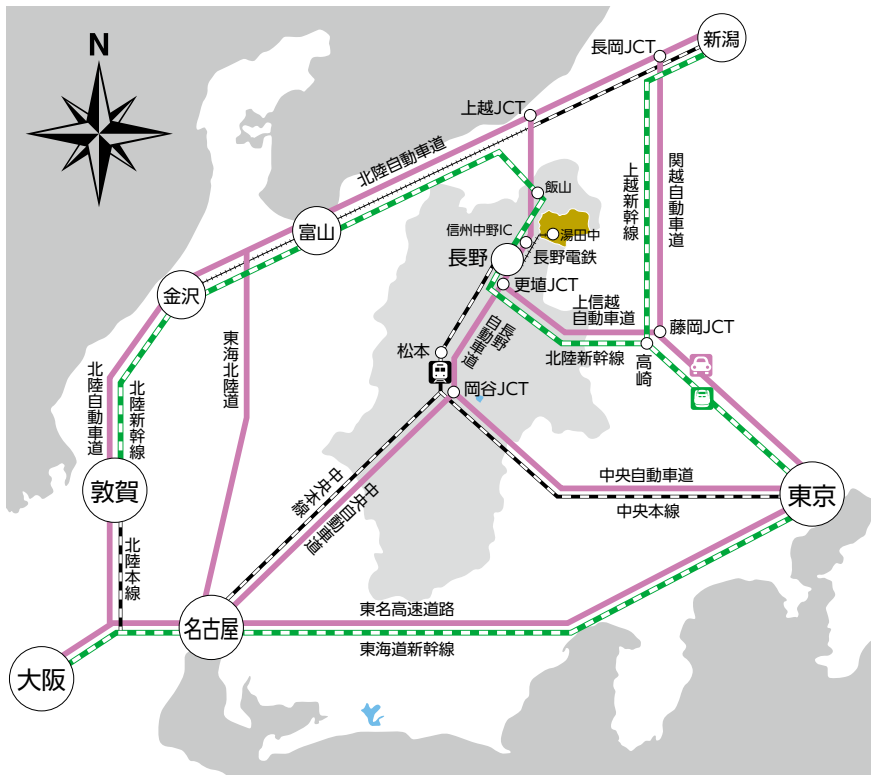 N
新潟
長岡JCT
上越JCT
北陸自動車道
上越新幹線
関越自動車道
飯山
富山
信州中野IC
湯田中
長野
長野電鉄
金沢
更埴JCT
上信越
自動車道
藤岡JCT
東海北陸道
長野
自動車道
北陸新幹線
高崎
松本
北陸自動車道
北陸新幹線
岡谷JCT
敦賀
中央本線
中央自動車道
中央自動車道
東京
中央本線
北陸本線
名古屋
東名高速道路
東海道新幹線
大阪